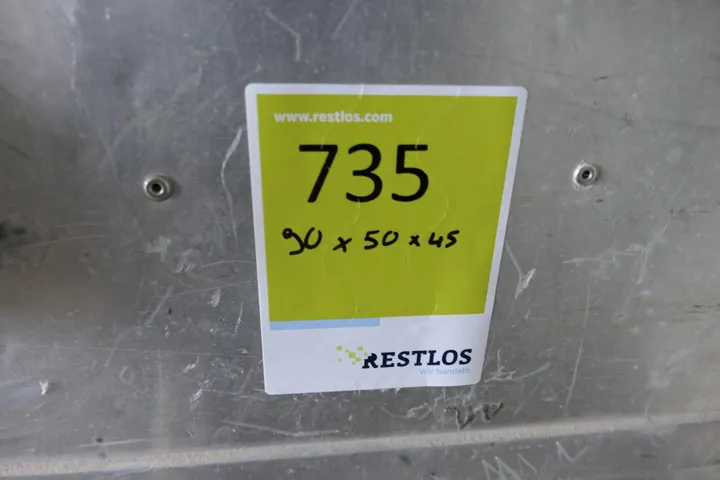 www.restlos.com
735
90 x 50 x 45
RESTLOS
Wir handeln.